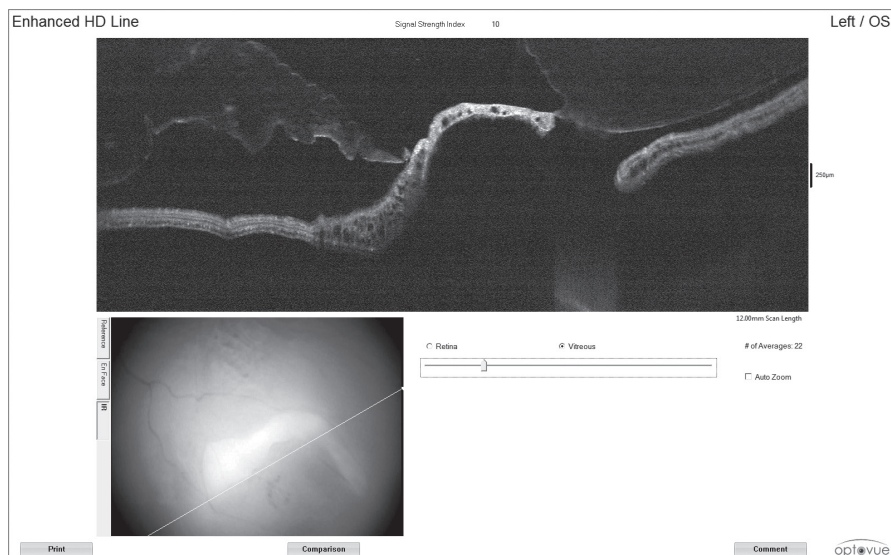 Enhanced HD Line
Signal Strength Index 10
Left / OS
250µm
12.00mm Scan Length
Reference
En Face
IR
Retina
Vitreous
# of Averages: 22
Auto Zoom
Print
Comparison
Comment
optovue